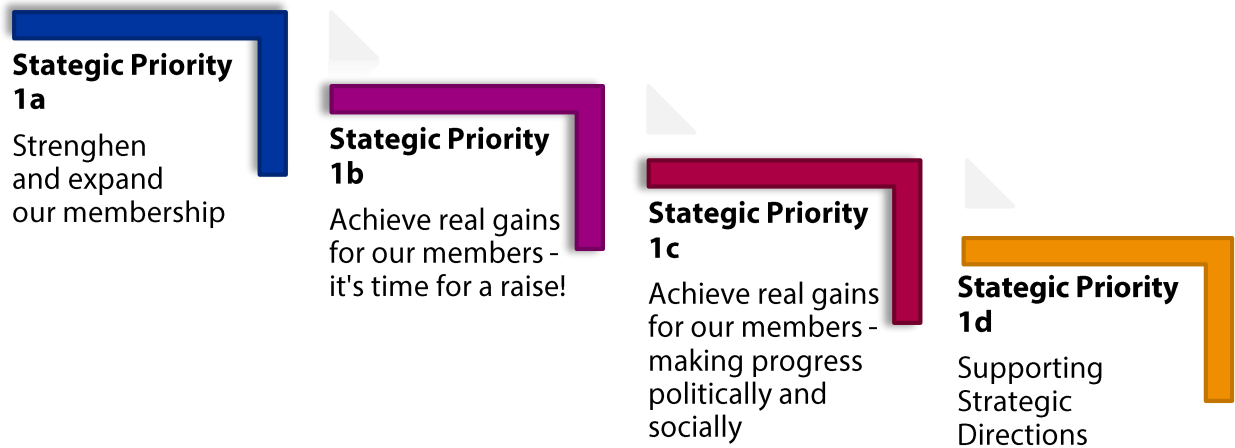 Stategic Priority
1a
Strenghen
and expand
our membership
Stategic Priority
1b
Achieve real gains
for our members -
it's time for a raise!
Stategic Priority
1c
Achieve real gains
for our members -
making progress
politically and
socially
Stategic Priority
1d
Supporting
Strategic
Directions